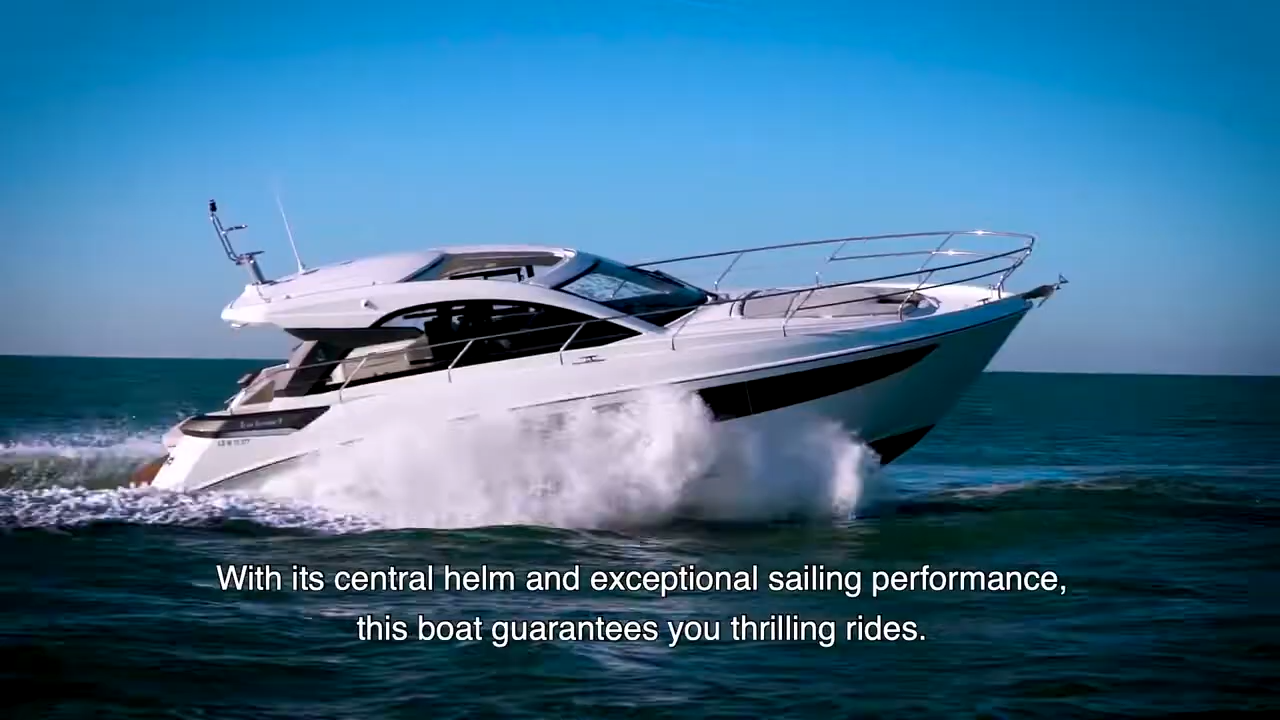 With its central helm and exceptional sailing performance,
this boat guarantees you thrilling rides.